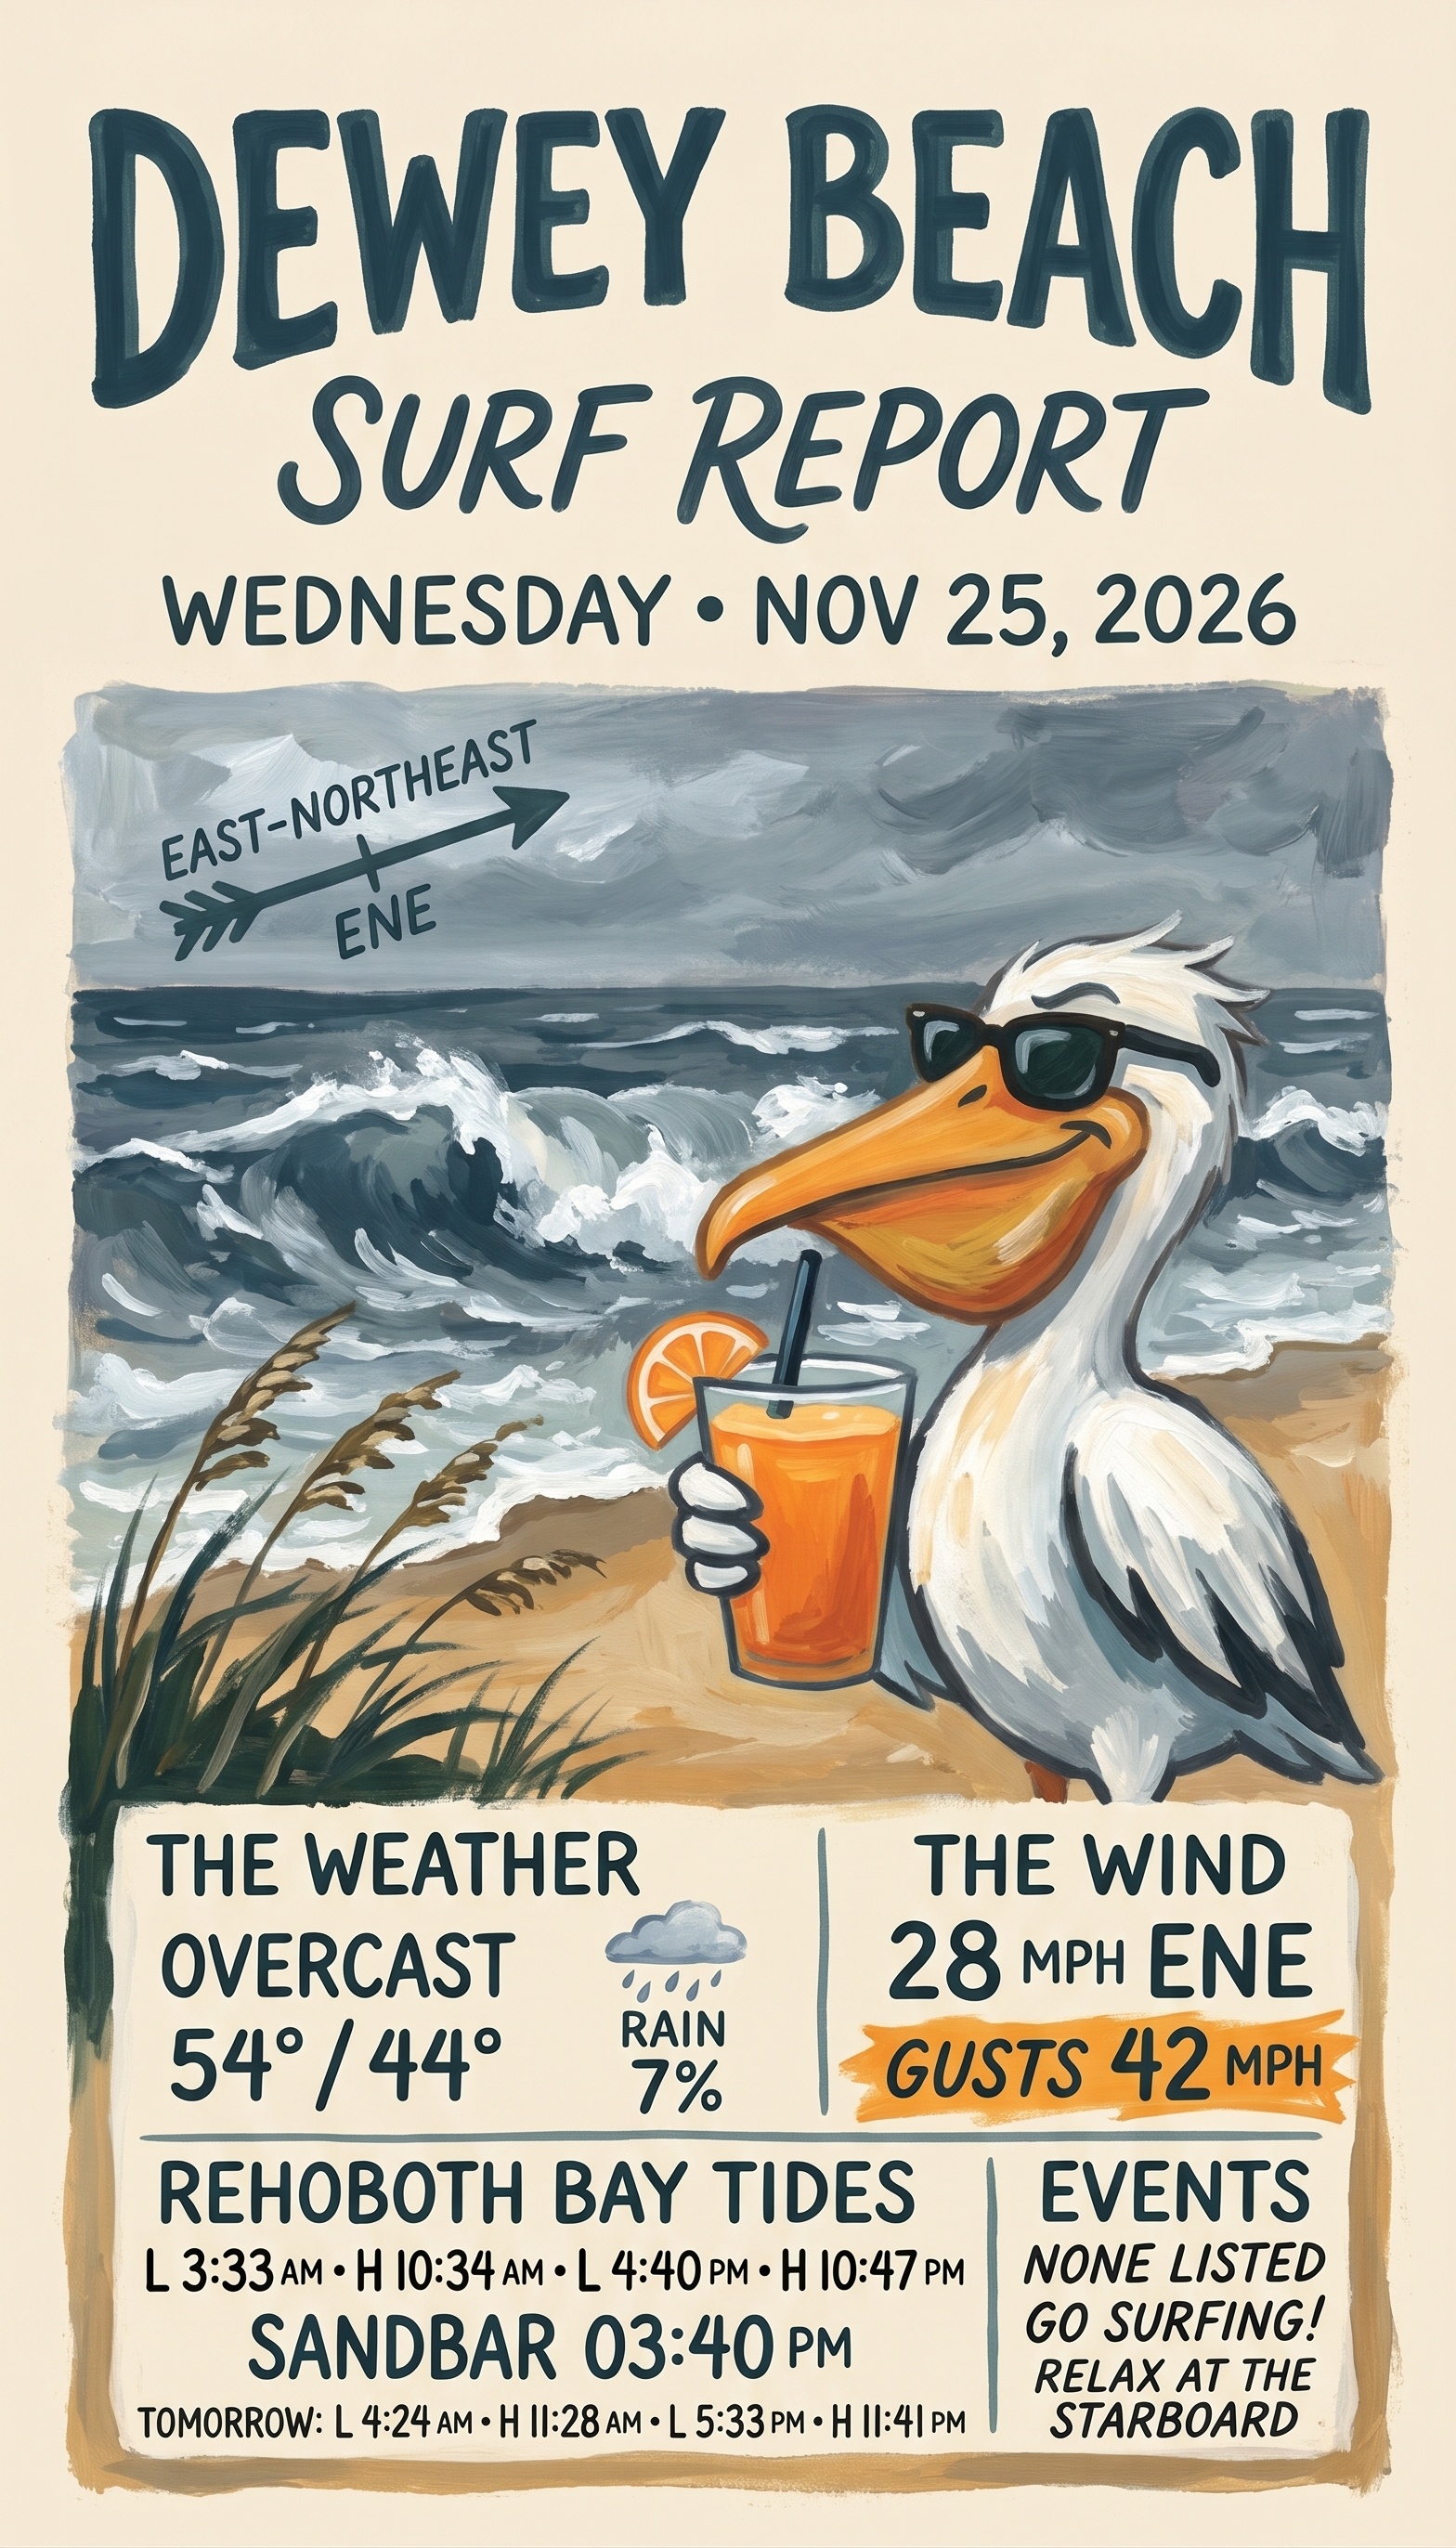 DEWEY BEACH
SURF REPORT
WEDNESDAY • NOV 25, 2026
EAST-NORTHEAST
ENE
THE WEATHER
OVERCAST
54° / 44°
RAIN
7%
THE WIND
28 MPH ENE
GUSTS 42 MPH
REHOBOTH BAY TIDES
L 3:33 AM • H 10:34 AM • L 4:40 PM • H 10:47 PM
SANDBAR 03:40 PM
TOMORROW: L 4:24 AM • H 11:28 AM • L 5:33 PM • H 11:41 PM
EVENTS
NONE LISTED
GO SURFING!
RELAX AT THE
STARBOARD